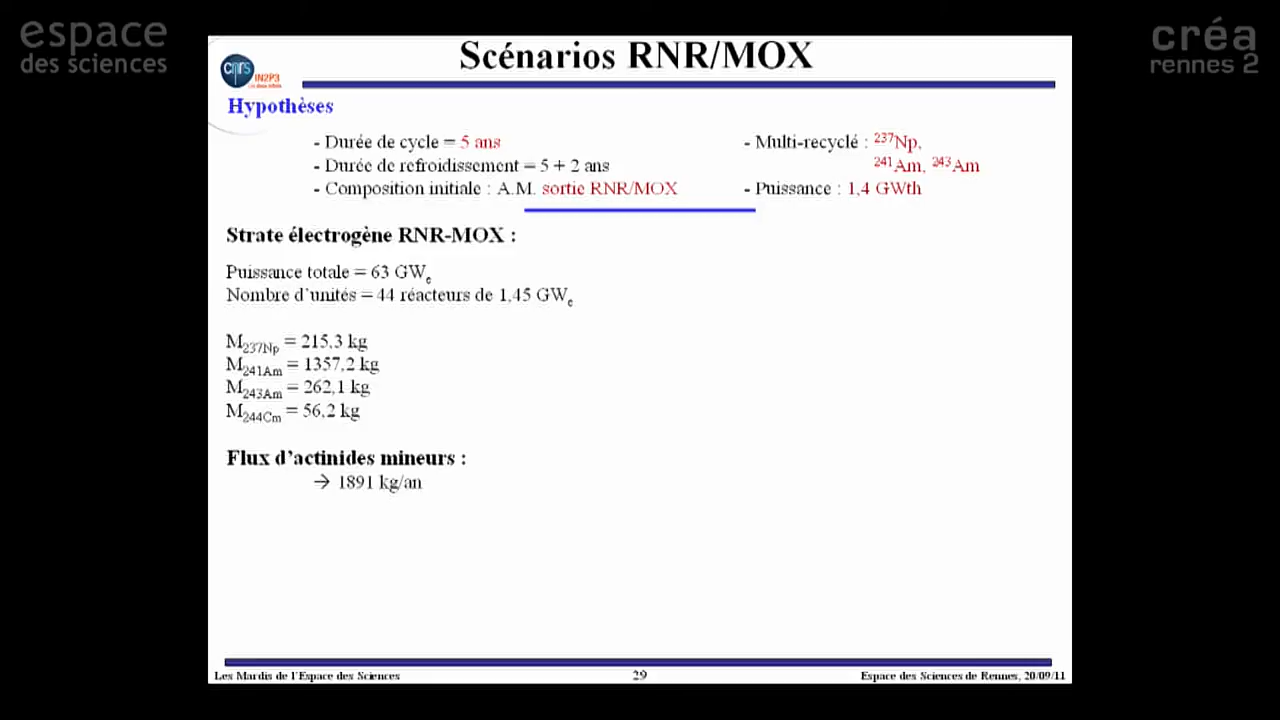 espace
des sciences
créa
rennes 2
cnrs
IN2P3
Scénarios RNR/MOX
Hypothèses
- Durée de cycle = 5 ans
- Durée de refroidissement = 5 + 2 ans
- Composition initiale : A.M. sortie RNR/MOX
- Multi-recyclé : 237Np,
241Am, 243Am
- Puissance : 1,4 GWth
Strate électrogène RNR-MOX :
Puissance totale = 63 GWe
Nombre d'unités = 44 réacteurs de 1,45 GWe
M237Np = 215,3 kg
M241Am = 1357,2 kg
M243Am = 262,1 kg
M244Cm = 56,2 kg
Flux d'actinides mineurs :
→ 1891 kg/an
Les Mardis de l'Espace des Sciences
29
Espace des Sciences de Rennes, 20/09/11